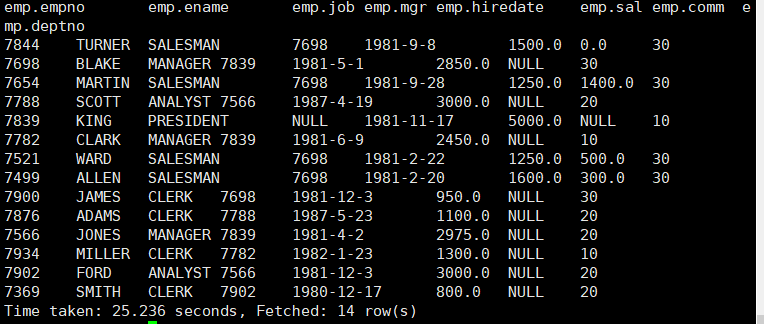 emp.empno	emp.ename	emp.job	emp.mgr	emp.hiredate	emp.sal	emp.comm	e
mp.deptno
7844	TURNER	SALESMAN	7698	1981-9-8	1500.0	0.0	30
7698	BLAKE	MANAGER	7839	1981-5-1	2850.0	NULL	30
7654	MARTIN	SALESMAN	7698	1981-9-28	1250.0	1400.0	30
7788	SCOTT	ANALYST	7566	1987-4-19	3000.0	NULL	20
7839	KING	PRESIDENT	NULL	1981-11-17	5000.0	NULL	10
7782	CLARK	MANAGER	7839	1981-6-9	2450.0	NULL	10
7521	WARD	SALESMAN	7698	1981-2-22	1250.0	500.0	30
7499	ALLEN	SALESMAN	7698	1981-2-20	1600.0	300.0	30
7900	JAMES	CLERK	7698	1981-12-3	950.0	NULL	30
7876	ADAMS	CLERK	7788	1987-5-23	1100.0	NULL	20
7566	JONES	MANAGER	7839	1981-4-2	2975.0	NULL	20
7934	MILLER	CLERK	7782	1982-1-23	1300.0	NULL	10
7902	FORD	ANALYST	7566	1981-12-3	3000.0	NULL	20
7369	SMITH	CLERK	7902	1980-12-17	800.0	NULL	20
Time taken: 25.236 seconds, Fetched: 14 row(s)